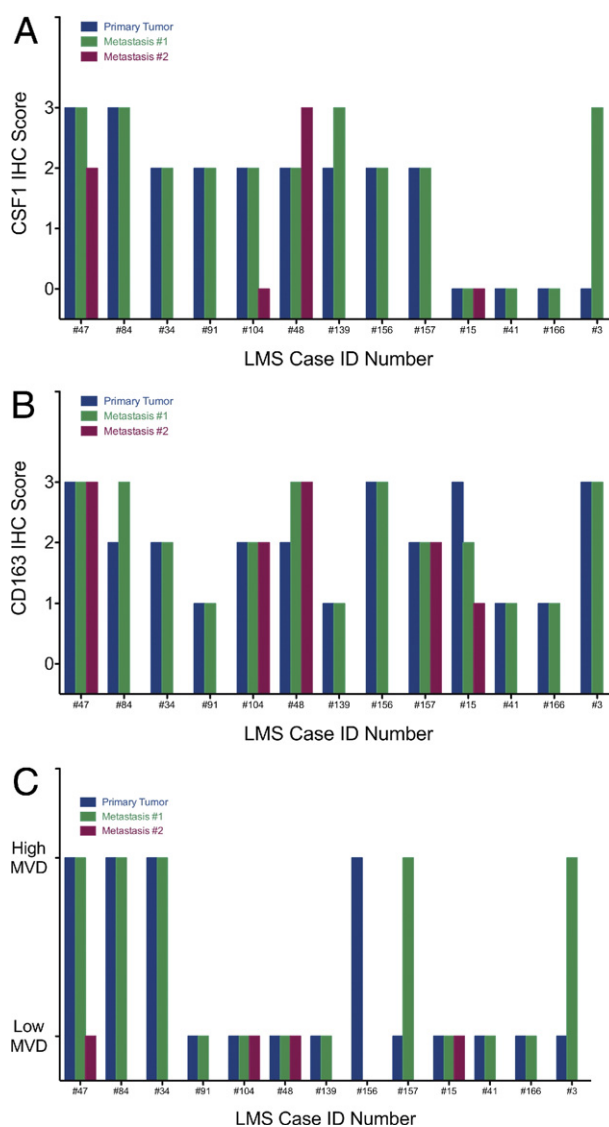 A
Primary Tumor
Metastasis #1
Metastasis #2
CSF1 IHC Score
3
2
1
0
#47 #84 #34 #91 #104 #48 #139 #156 #157 #15 #41 #166 #3
LMS Case ID Number
B
Primary Tumor
Metastasis #1
Metastasis #2
CD163 IHC Score
3
2
1
0
#47 #84 #34 #91 #104 #48 #139 #156 #157 #15 #41 #166 #3
LMS Case ID Number
C
Primary Tumor
Metastasis #1
Metastasis #2
High
MVD
Low
MVD
#47 #84 #34 #91 #104 #48 #139 #156 #157 #15 #41 #166 #3
LMS Case ID Number